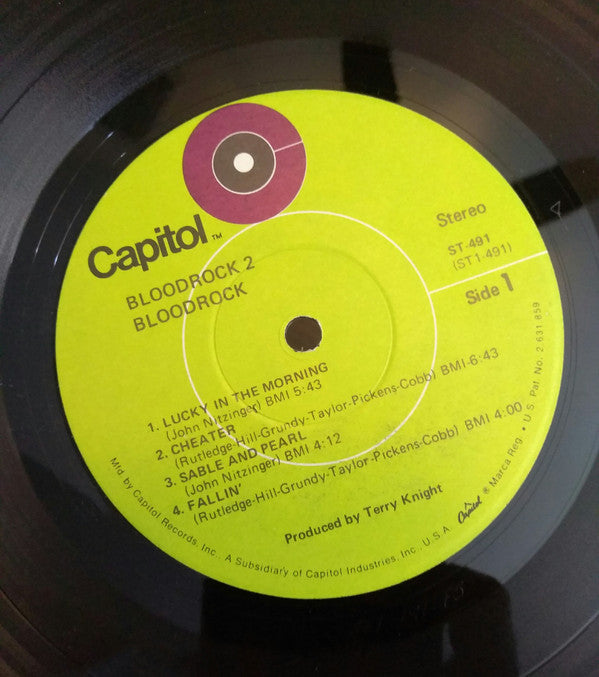 Capitol ™
BLOODROCK 2
BLOODROCK
Stereo
ST-491
(ST1-491)
Side 1
1. LUCKY IN THE MORNING
(John Nitzinger) BMI 5:43
2. CHEATER
(Rutledge-Hill-Grundy-Taylor-Pickens-Cobb) BMI-6:43
3. SABLE AND PEARL
(John Nitzinger) BMI 4:12
4. FALLIN'
(Rutledge-Hill-Grundy-Taylor-Pickens-Cobb) BMI 4:00
Produced by Terry Knight
Mfd by Capitol Records, Inc., A Subsidiary of Capitol Industries, Inc., U.S.A. Capitol ® Marca Reg. • U.S. Pat. No. 2 631 859